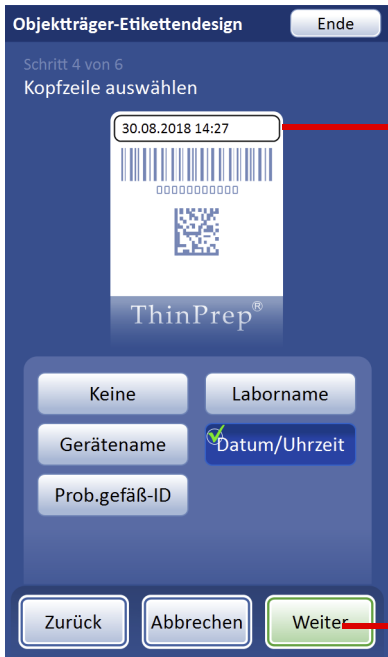 Objektträger-Etikettendesign
Ende
Schritt 4 von 6
Kopfzeile auswählen
30.08.2018 14:27
ThinPrep®
Keine
Laborname
Gerätename
Datum/Uhrzeit
Prob.gefäß-ID
Zurück
Abbrechen
Weiter